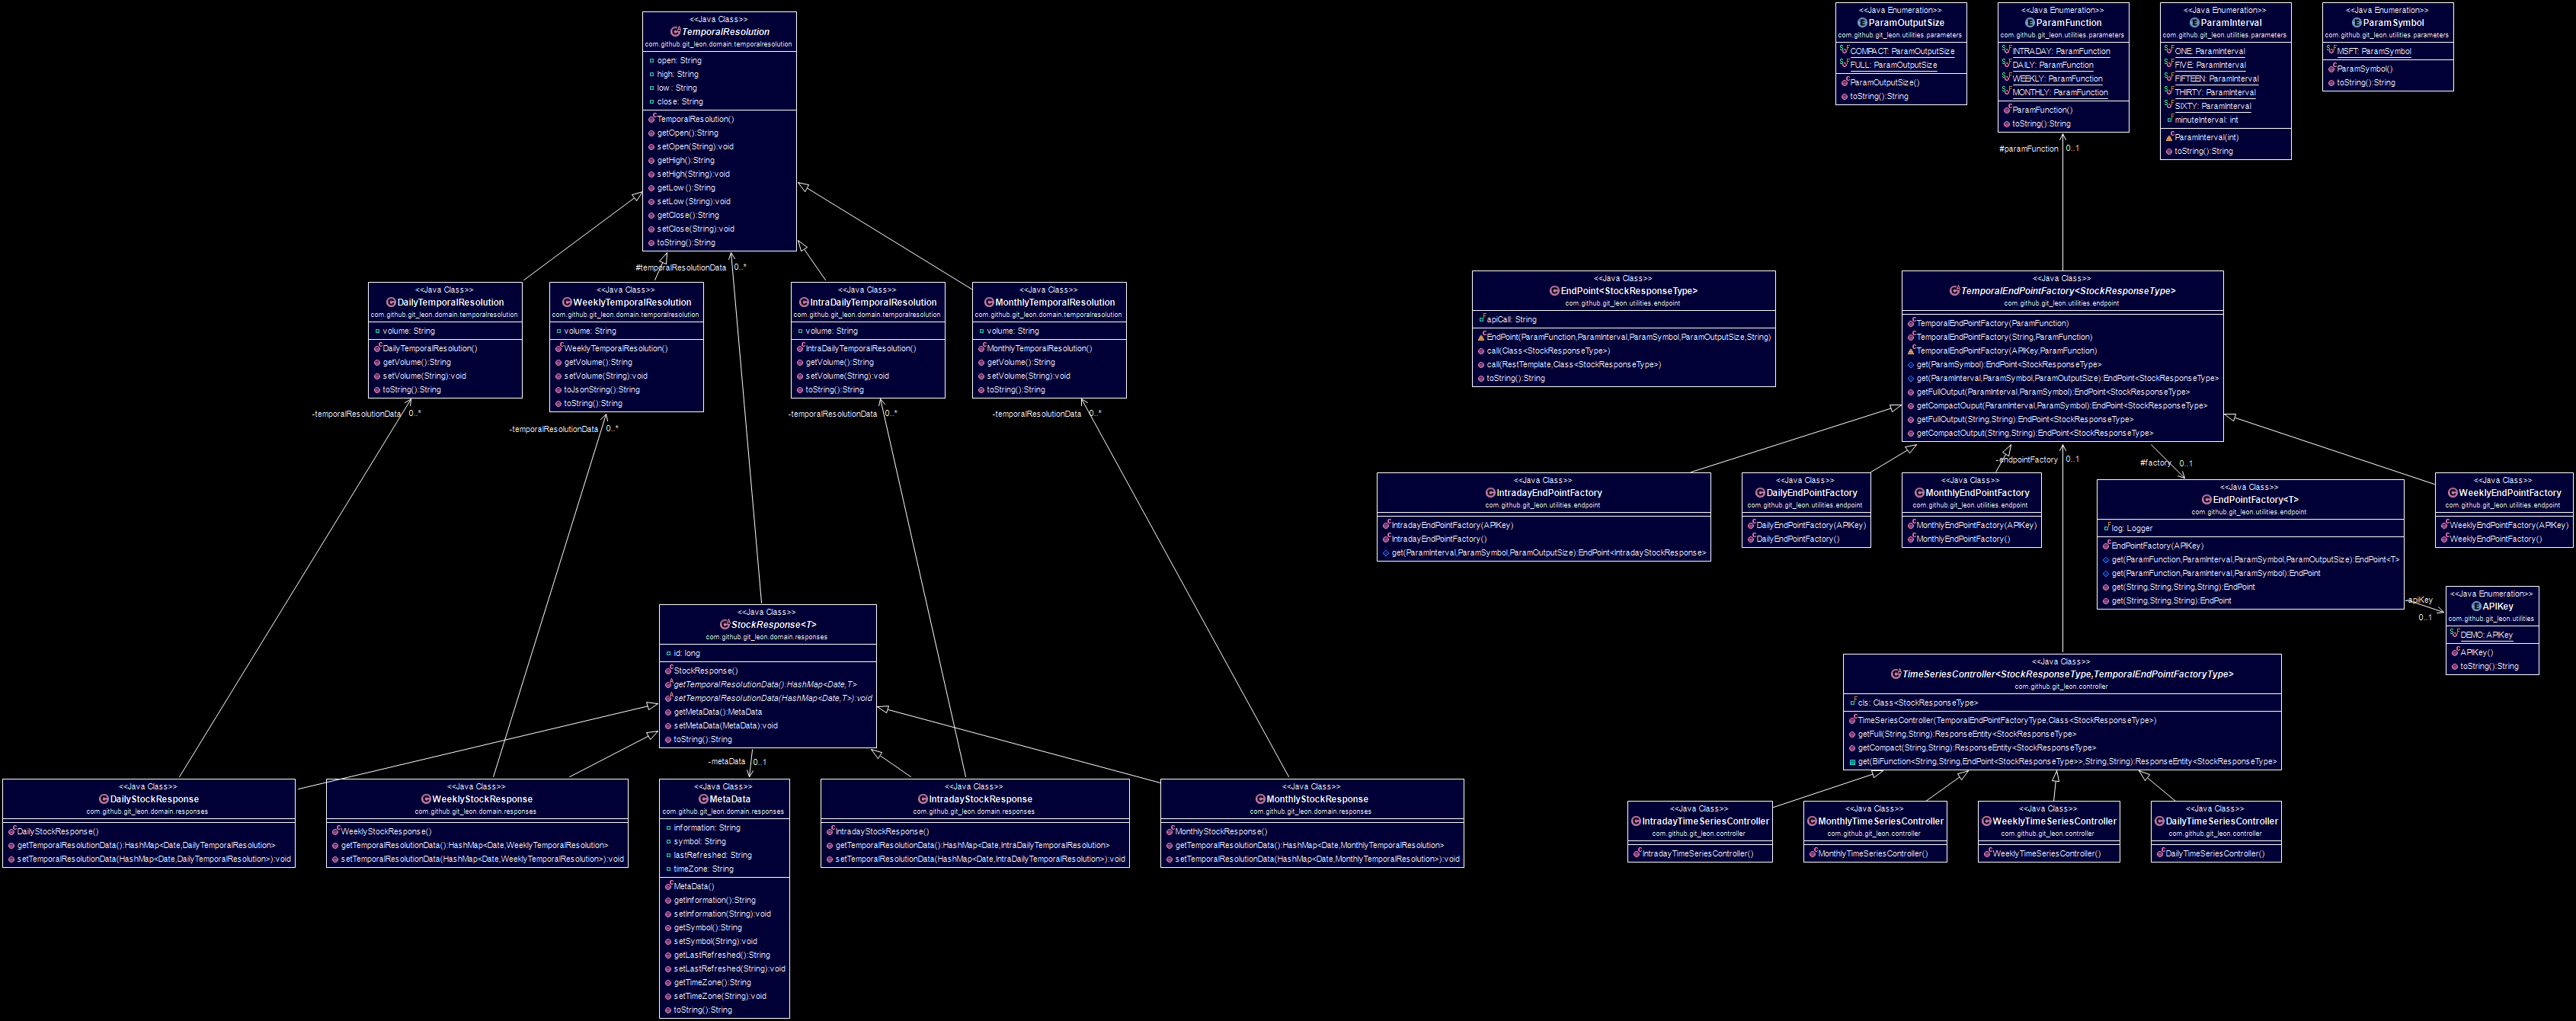 <<Java Class>>
TemporalResolution
com.github.git_leon.domain.temporalresolution
open: String
high: String
low : String
close: String
TemporalResolution()
getOpen():String
setOpen(String):void
getHigh():String
setHigh(String):void
getLow ():String
setLow (String):void
getClose():String
setClose(String):void
toString():String
#temporalResolutionData 0..*
<<Java Class>>
DailyTemporalResolution
com.github.git_leon.domain.temporalresolution
volume: String
DailyTemporalResolution()
getVolume():String
setVolume(String):void
toString():String
-temporalResolutionData 0..*
<<Java Class>>
WeeklyTemporalResolution
com.github.git_leon.domain.temporalresolution
volume: String
WeeklyTemporalResolution()
getVolume():String
setVolume(String):void
toJsonString():String
toString():String
-temporalResolutionData 0..*
<<Java Class>>
IntraDailyTemporalResolution
com.github.git_leon.domain.temporalresolution
volume: String
IntraDailyTemporalResolution()
getVolume():String
setVolume(String):void
toString():String
-temporalResolutionData 0..*
<<Java Class>>
MonthlyTemporalResolution
com.github.git_leon.domain.temporalresolution
volume: String
MonthlyTemporalResolution()
getVolume():String
setVolume(String):void
toString():String
-temporalResolutionData 0..*
<<Java Class>>
StockResponse<T>
com.github.git_leon.domain.responses
id: long
StockResponse()
getTemporalResolutionData():HashMap<Date,T>
setTemporalResolutionData(HashMap<Date,T>):void
getMetaData():MetaData
setMetaData(MetaData):void
toString():String
-metaData 0..1
<<Java Class>>
DailyStockResponse
com.github.git_leon.domain.responses
DailyStockResponse()
getTemporalResolutionData():HashMap<Date,DailyTemporalResolution>
setTemporalResolutionData(HashMap<Date,DailyTemporalResolution>):void
<<Java Class>>
WeeklyStockResponse
com.github.git_leon.domain.responses
WeeklyStockResponse()
getTemporalResolutionData():HashMap<Date,WeeklyTemporalResolution>
setTemporalResolutionData(HashMap<Date,WeeklyTemporalResolution>):void
<<Java Class>>
MetaData
com.github.git_leon.domain.responses
information: String
symbol: String
lastRefreshed: String
timeZone: String
MetaData()
getInformation():String
setInformation(String):void
getSymbol():String
setSymbol(String):void
getLastRefreshed():String
setLastRefreshed(String):void
getTimeZone():String
setTimeZone(String):void
toString():String
<<Java Class>>
IntradayStockResponse
com.github.git_leon.domain.responses
IntradayStockResponse()
getTemporalResolutionData():HashMap<Date,IntraDailyTemporalResolution>
setTemporalResolutionData(HashMap<Date,IntraDailyTemporalResolution>):void
<<Java Class>>
MonthlyStockResponse
com.github.git_leon.domain.responses
MonthlyStockResponse()
getTemporalResolutionData():HashMap<Date,MonthlyTemporalResolution>
setTemporalResolutionData(HashMap<Date,MonthlyTemporalResolution>):void
<<Java Enumeration>>
ParamOutputSize
com.github.git_leon.utilities.parameters
COMPACT: ParamOutputSize
FULL: ParamOutputSize
ParamOutputSize()
toString():String
<<Java Enumeration>>
ParamFunction
com.github.git_leon.utilities.parameters
INTRADAY: ParamFunction
DAILY: ParamFunction
WEEKLY: ParamFunction
MONTHLY: ParamFunction
ParamFunction()
toString():String
#paramFunction 0..1
<<Java Enumeration>>
ParamInterval
com.github.git_leon.utilities.parameters
ONE: ParamInterval
FIVE: ParamInterval
FIFTEEN: ParamInterval
THIRTY: ParamInterval
SIXTY: ParamInterval
minuteInterval: int
ParamInterval(int)
toString():String
<<Java Enumeration>>
ParamSymbol
com.github.git_leon.utilities.parameters
MSFT: ParamSymbol
ParamSymbol()
toString():String
<<Java Class>>
EndPoint<StockResponseType>
com.github.git_leon.utilities.endpoint
apiCall: String
EndPoint(ParamFunction,ParamInterval,ParamSymbol,ParamOutputSize,String)
call(Class<StockResponseType>)
call(RestTemplate,Class<StockResponseType>)
toString():String
<<Java Class>>
TemporalEndPointFactory<StockResponseType>
com.github.git_leon.utilities.endpoint
TemporalEndPointFactory(ParamFunction)
TemporalEndPointFactory(String,ParamFunction)
TemporalEndPointFactory(APIKey,ParamFunction)
get(ParamSymbol):EndPoint<StockResponseType>
get(ParamInterval,ParamSymbol,ParamOutputSize):EndPoint<StockResponseType>
getFullOutput(ParamInterval,ParamSymbol):EndPoint<StockResponseType>
getCompactOuput(ParamInterval,ParamSymbol):EndPoint<StockResponseType>
getFullOutput(String,String):EndPoint<StockResponseType>
getCompactOutput(String,String):EndPoint<StockResponseType>
-endpointFactory 0..1
#factory 0..1
<<Java Class>>
IntradayEndPointFactory
com.github.git_leon.utilities.endpoint
IntradayEndPointFactory(APIKey)
IntradayEndPointFactory()
get(ParamInterval,ParamSymbol,ParamOutputSize):EndPoint<IntradayStockResponse>
<<Java Class>>
DailyEndPointFactory
com.github.git_leon.utilities.endpoint
DailyEndPointFactory(APIKey)
DailyEndPointFactory()
<<Java Class>>
MonthlyEndPointFactory
com.github.git_leon.utilities.endpoint
MonthlyEndPointFactory(APIKey)
MonthlyEndPointFactory()
<<Java Class>>
EndPointFactory<T>
com.github.git_leon.utilities.endpoint
log: Logger
EndPointFactory(APIKey)
get(ParamFunction,ParamInterval,ParamSymbol,ParamOutputSize):EndPoint<T>
get(ParamFunction,ParamInterval,ParamSymbol):EndPoint
get(String,String,String,String):EndPoint
get(String,String,String):EndPoint
-apiKey
0..1
<<Java Class>>
WeeklyEndPointFactory
com.github.git_leon.utilities.endpoint
WeeklyEndPointFactory(APIKey)
WeeklyEndPointFactory()
<<Java Enumeration>>
APIKey
com.github.git_leon.utilities
DEMO: APIKey
APIKey()
toString():String
<<Java Class>>
TimeSeriesController<StockResponseType,TemporalEndPointFactoryType>
com.github.git_leon.controller
cls: Class<StockResponseType>
TimeSeriesController(TemporalEndPointFactoryType,Class<StockResponseType>)
getFull(String,String):ResponseEntity<StockResponseType>
getCompact(String,String):ResponseEntity<StockResponseType>
get(BiFunction<String,String,EndPoint<StockResponseType>>,String,String):ResponseEntity<StockResponseType>
<<Java Class>>
IntradayTimeSeriesController
com.github.git_leon.controller
IntradayTimeSeriesController()
<<Java Class>>
MonthlyTimeSeriesController
com.github.git_leon.controller
MonthlyTimeSeriesController()
<<Java Class>>
WeeklyTimeSeriesController
com.github.git_leon.controller
WeeklyTimeSeriesController()
<<Java Class>>
DailyTimeSeriesController
com.github.git_leon.controller
DailyTimeSeriesController()